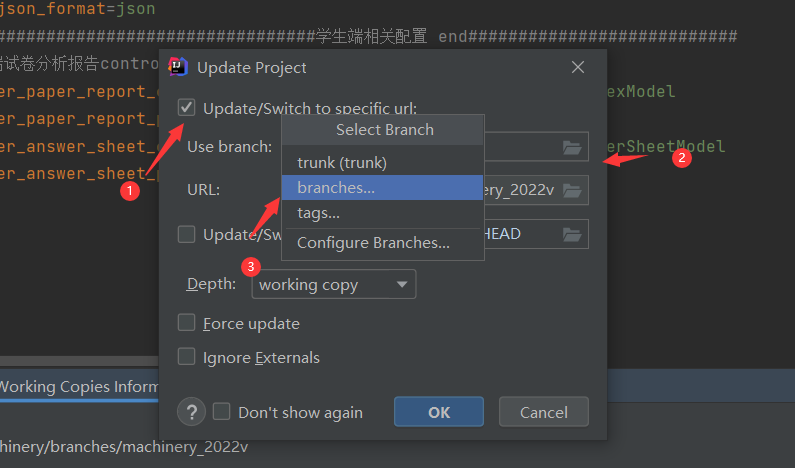 json_format=json
##############################学生端相关配置 end##########################
试卷分析报告contro
er_paper_report_
exModel
er_paper_report_
er_answer_sheet_
erSheetModel
er_answer_sheet_
IJ
Update Project
Update/Switch to specific url:
1
Select Branch
Use branch:
trunk (trunk)
2
URL:
branches...
ery_2022v
tags...
Update/Sw
HEAD
Configure Branches...
3
Depth:
working copy
Force update
Ignore Externals
Working Copies Inform
?
Don't show again
OK
Cancel
hinery/branches/machinery_2022v